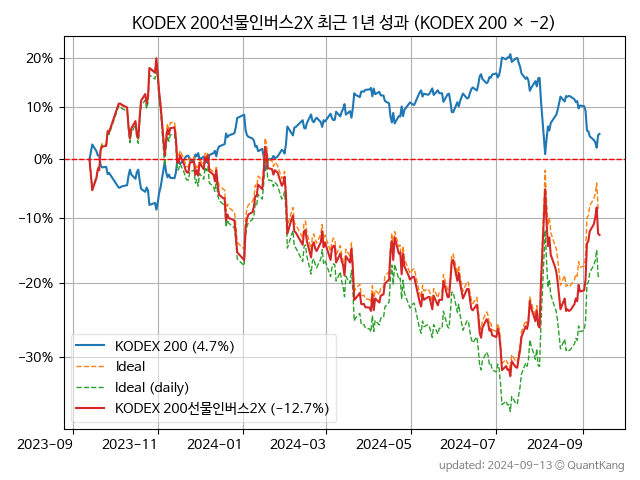 KODEX 200선물인버스2X 최근 1년 성과 (KODEX 200 × −2)
20%
10%
0%
−10%
−20%
−30%
KODEX 200 (4.7%)
Ideal
Ideal (daily)
KODEX 200선물인버스2X (−12.7%)
2023-09
2023-11
2024-01
2024-03
2024-05
2024-07
2024-09
updated: 2024-09-13 © QuantKang